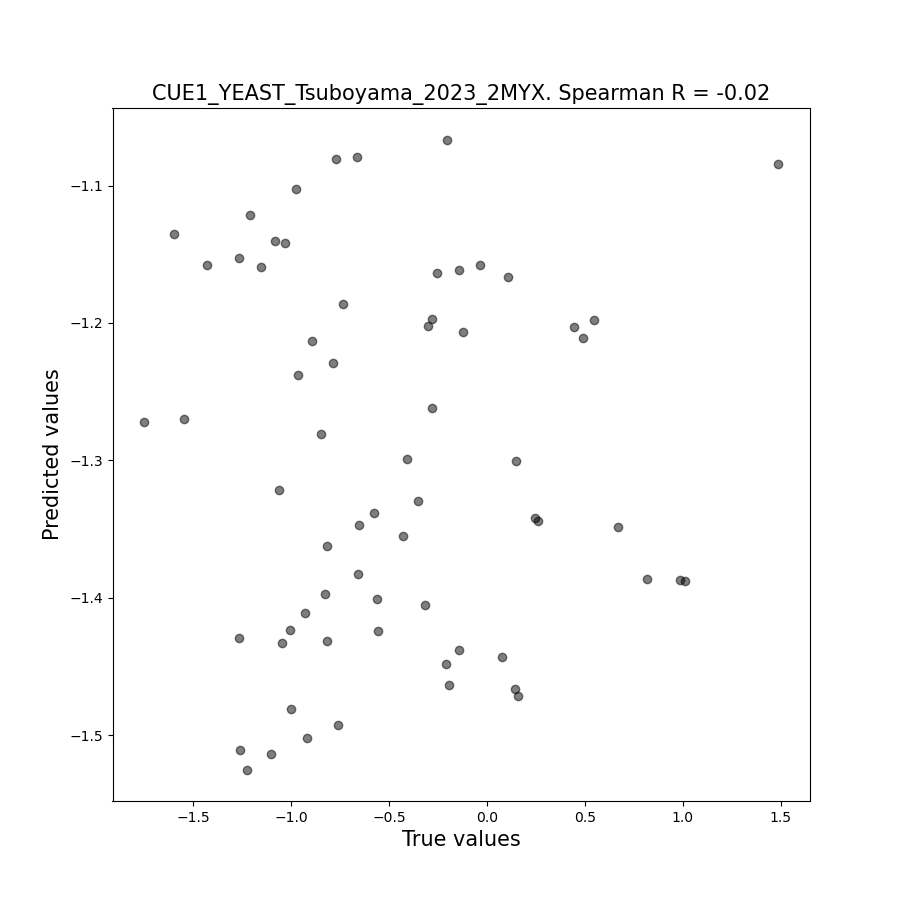 CUE1_YEAST_Tsuboyama_2023_2MYX. Spearman R = -0.02
Predicted values
−1.1
−1.2
−1.3
−1.4
−1.5
−1.5 −1.0 −0.5 0.0 0.5 1.0 1.5
True values